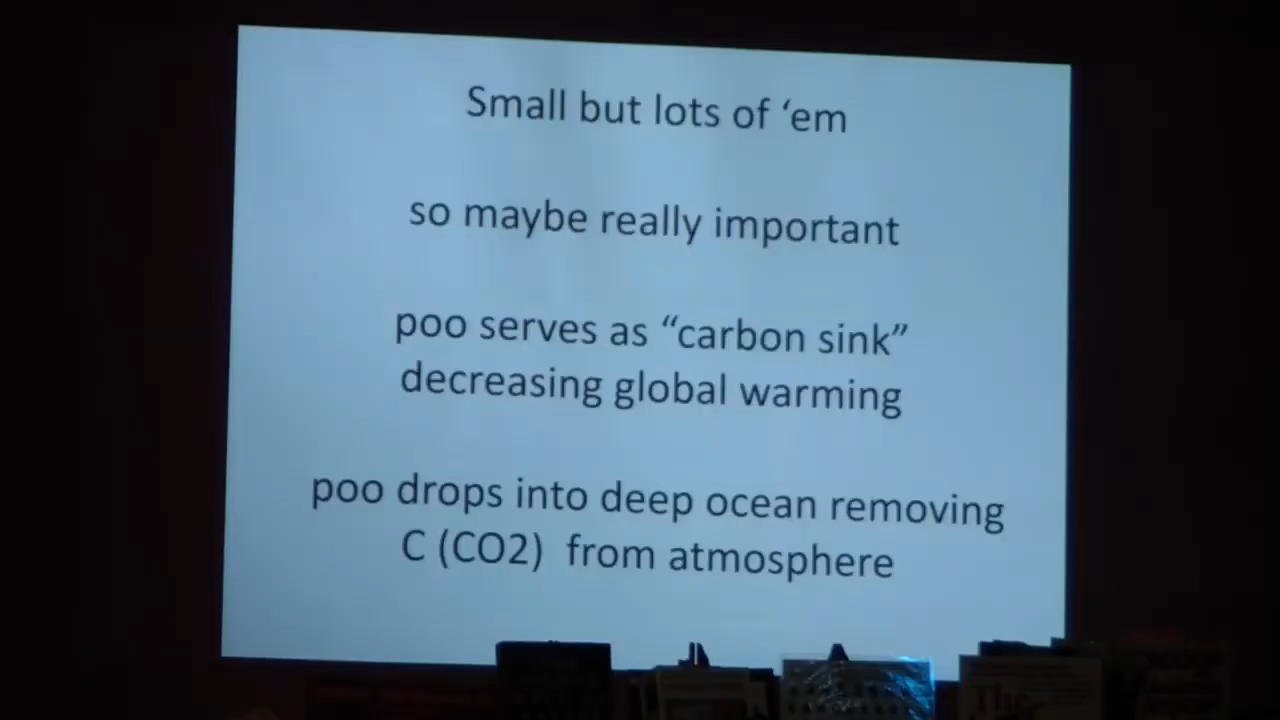 Small but lots of ‘em
so maybe really important
poo serves as “carbon sink”
decreasing global warming
poo drops into deep ocean removing
C (CO2)  from atmosphere